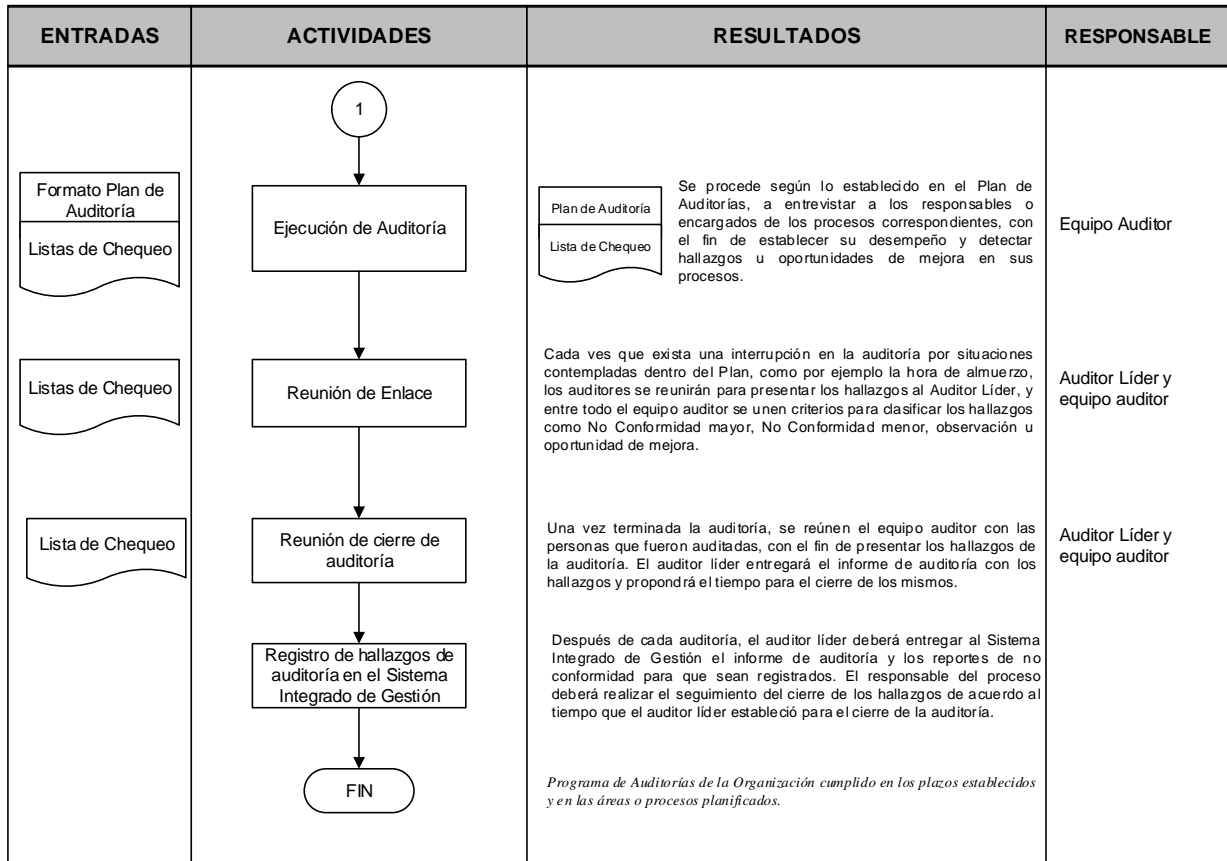 ENTRADAS
ACTIVIDADES
RESULTADOS
RESPONSABLE
1
Formato Plan de
Auditoría
Listas de Chequeo
Ejecución de Auditoría
Plan de Auditoría
Lista de Chequeo
Se procede según lo establecido en el Plan de
Auditorías, a entrevistar a los responsables o
encargados de los procesos correspondientes, con
el fin de establecer su desempeño y detectar
hallazgos u oportunidades de mejora en sus
procesos.
Equipo Auditor
Listas de Chequeo
Reunión de Enlace
Cada ves que exista una interrupción en la auditoría por situaciones
contempladas dentro del Plan, como por ejemplo la hora de almuerzo,
los auditores se reunirán para presentar los hallazgos al Auditor Líder, y
entre todo el equipo auditor se unen criterios para clasificar los hallazgos
como No Conformidad mayor, No Conformidad menor, observación u
oportunidad de mejora.
Auditor Líder y
equipo auditor
Lista de Chequeo
Reunión de cierre de
auditoría
Una vez terminada la auditoría, se reúnen el equipo auditor con las
personas que fueron auditadas, con el fin de presentar los hallazgos de
la auditoría. El auditor líder entregará el informe de auditoría con los
hallazgos y propondrá el tiempo para el cierre de los mismos.
Auditor Líder y
equipo auditor
Registro de hallazgos de
auditoría en el Sistema
Integrado de Gestión
Después de cada auditoría, el auditor líder deberá entregar al Sistema
Integrado de Gestión el informe de auditoría y los reportes de no
conformidad para que sean registrados. El responsable del proceso
deberá realizar el seguimiento del cierre de los hallazgos de acuerdo al
tiempo que el auditor líder estableció para el cierre de la auditoría.
FIN
Programa de Auditorías de la Organización cumplido en los plazos establecidos
y en las áreas o procesos planificados.